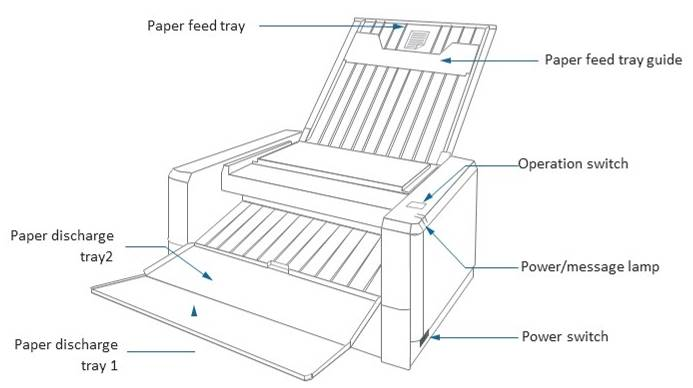 Paper feed tray
Paper feed tray guide
Operation switch
Paper discharge
tray2
Power/message lamp
Power switch
Paper discharge
tray 1